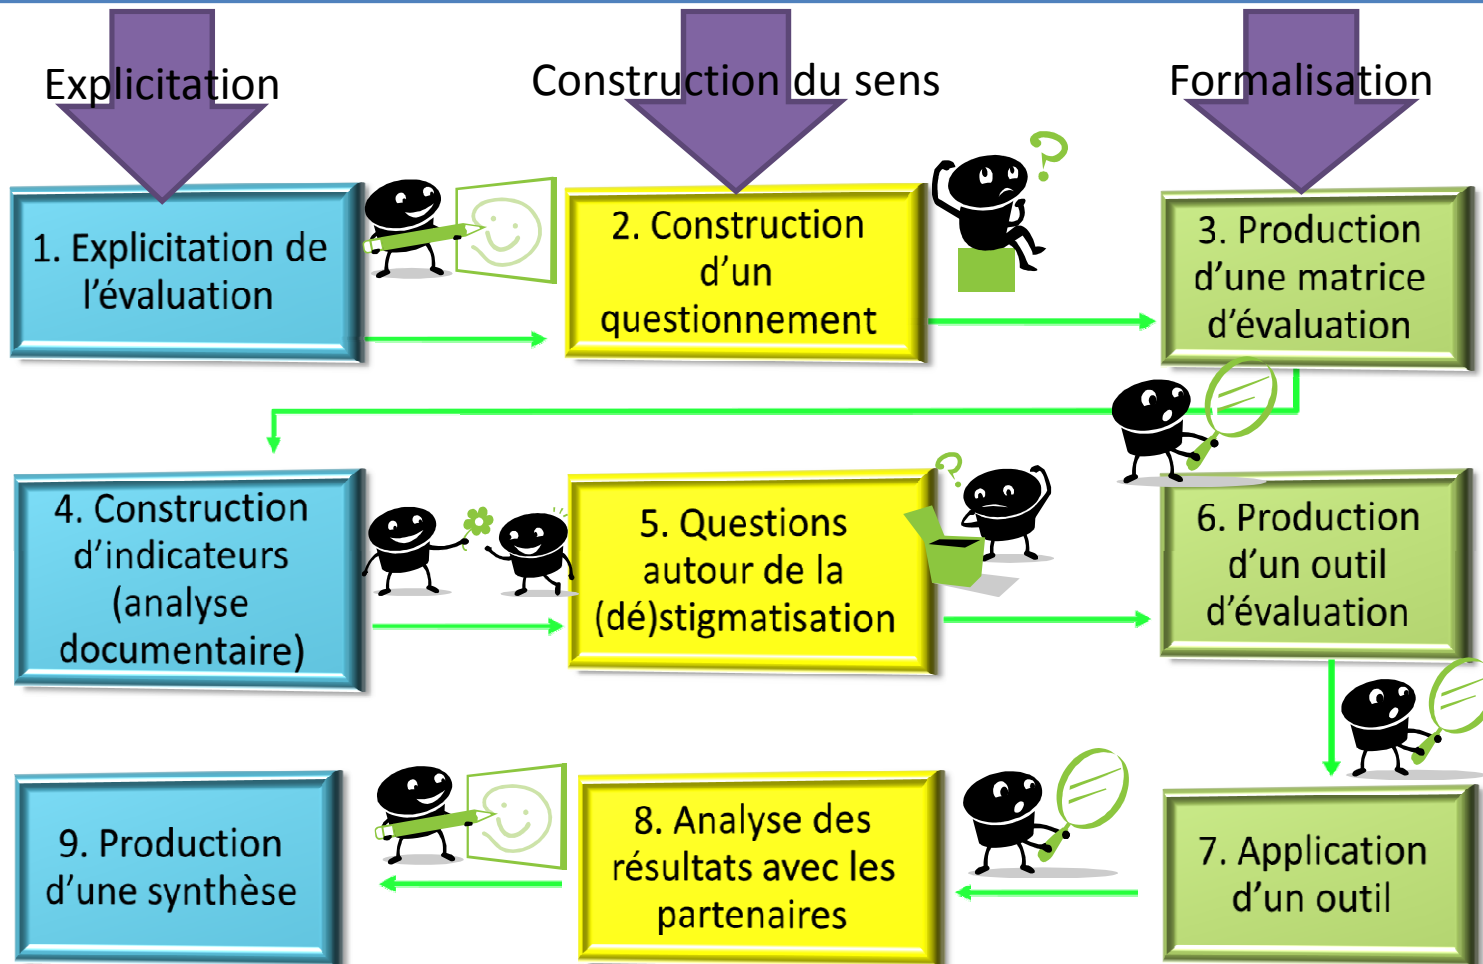 Explicitation
Construction du sens
Formalisation
1. Explicitation de
l’évaluation
2. Construction
d’un
questionnement
?
3. Production
d’une matrice
d’évaluation
4. Construction
d’indicateurs
(analyse
documentaire)
5. Questions
autour de la
(dé)stigmatisation
?
6. Production
d’un outil
d’évaluation
9. Production
d’une synthèse
8. Analyse des
résultats avec les
partenaires
7. Application
d’un outil